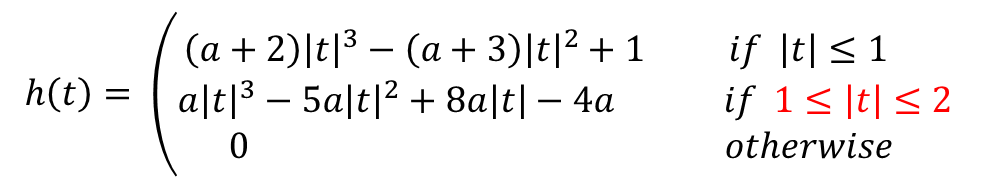 (a + 2)|t|³ − (a + 3)|t|² + 1 if |t| ≤ 1
h(t) = ( a|t|³ − 5a|t|² + 8a|t| − 4a if 1 ≤ |t| ≤ 2
0 otherwise